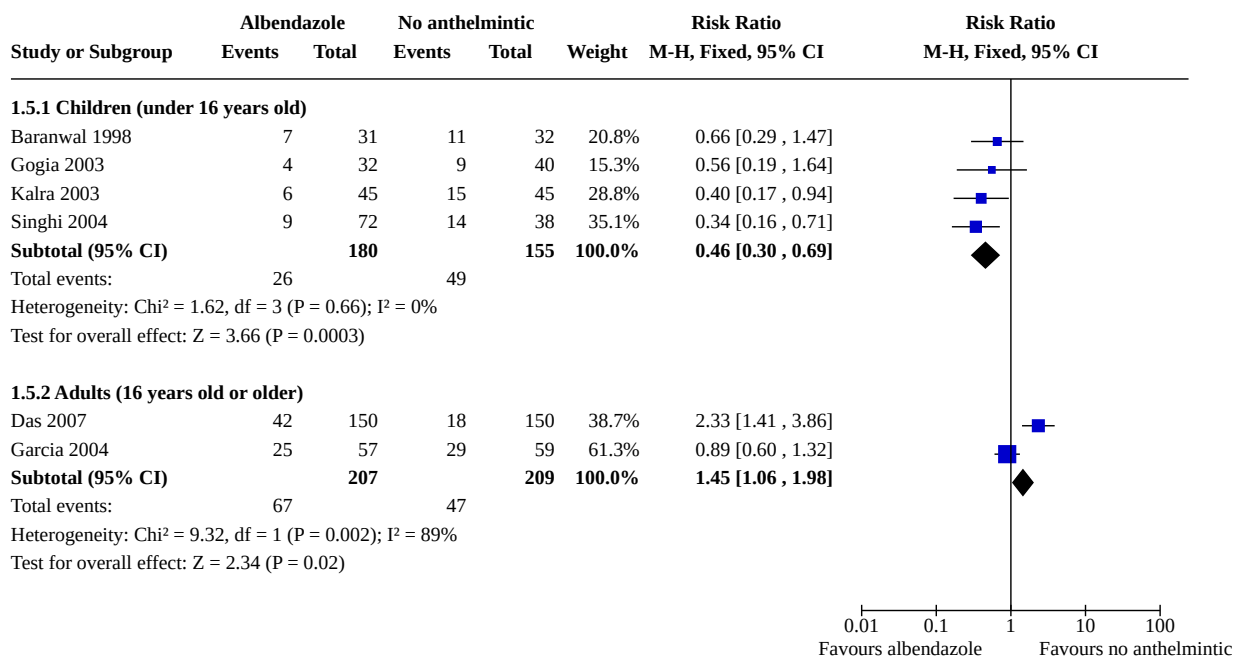 Albendazole No anthelmintic Risk Ratio Risk Ratio
Study or Subgroup Events Total Events Total Weight M-H, Fixed, 95% CI M-H, Fixed, 95% CI
1.5.1 Children (under 16 years old)
Baranwal 1998 7 31 11 32 20.8% 0.66 [0.29 , 1.47]
Gogia 2003 4 32 9 40 15.3% 0.56 [0.19 , 1.64]
Kalra 2003 6 45 15 45 28.8% 0.40 [0.17 , 0.94]
Singhi 2004 9 72 14 38 35.1% 0.34 [0.16 , 0.71]
Subtotal (95% CI) 180 155 100.0% 0.46 [0.30 , 0.69]
Total events: 26 49
Heterogeneity: Chi² = 1.62, df = 3 (P = 0.66); I² = 0%
Test for overall effect: Z = 3.66 (P = 0.0003)
1.5.2 Adults (16 years old or older)
Das 2007 42 150 18 150 38.7% 2.33 [1.41 , 3.86]
Garcia 2004 25 57 29 59 61.3% 0.89 [0.60 , 1.32]
Subtotal (95% CI) 207 209 100.0% 1.45 [1.06 , 1.98]
Total events: 67 47
Heterogeneity: Chi² = 9.32, df = 1 (P = 0.002); I² = 89%
Test for overall effect: Z = 2.34 (P = 0.02)
0.01 0.1 1 10 100
Favours albendazole Favours no anthelmintic